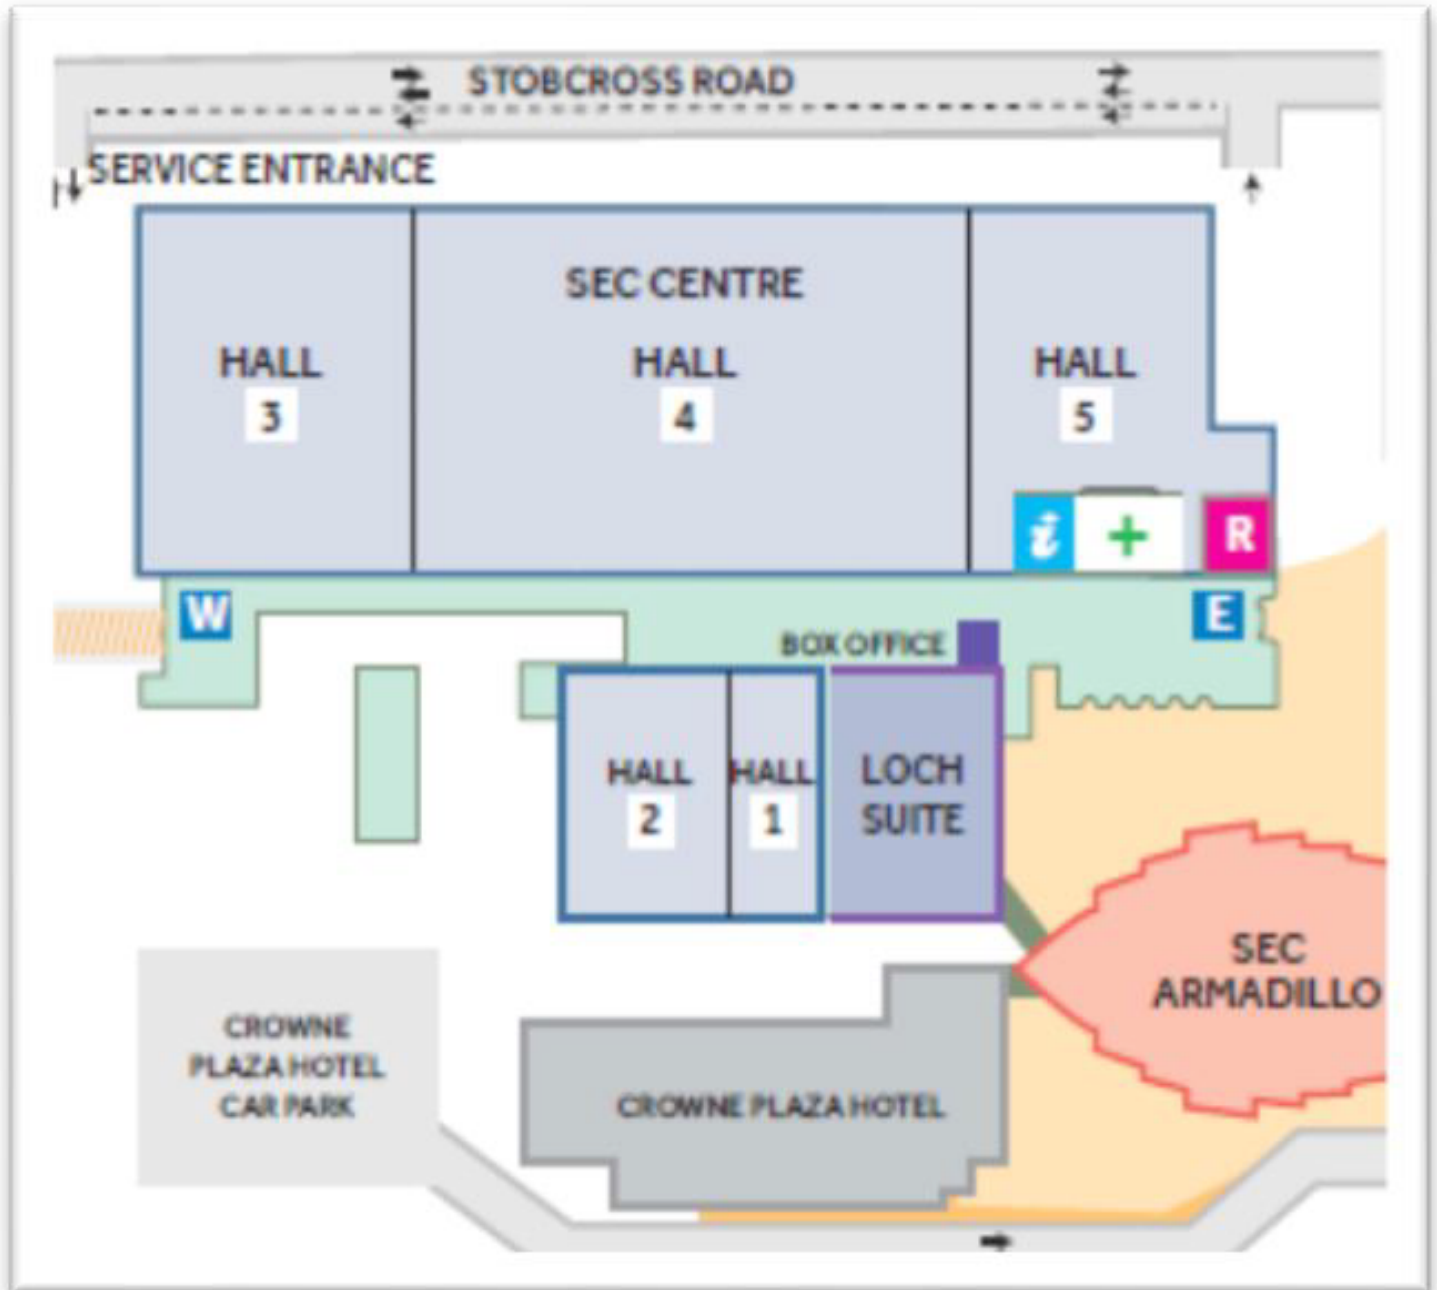 STOBCROSS ROAD
SERVICE ENTRANCE
SEC CENTRE
HALL
3
HALL
4
HALL
5
i
+
R
W
E
BOX OFFICE
HALL
2
HALL
1
LOCH
SUITE
SEC
ARMADILLO
CROWNE
PLAZA HOTEL
CAR PARK
CROWNE PLAZA HOTEL